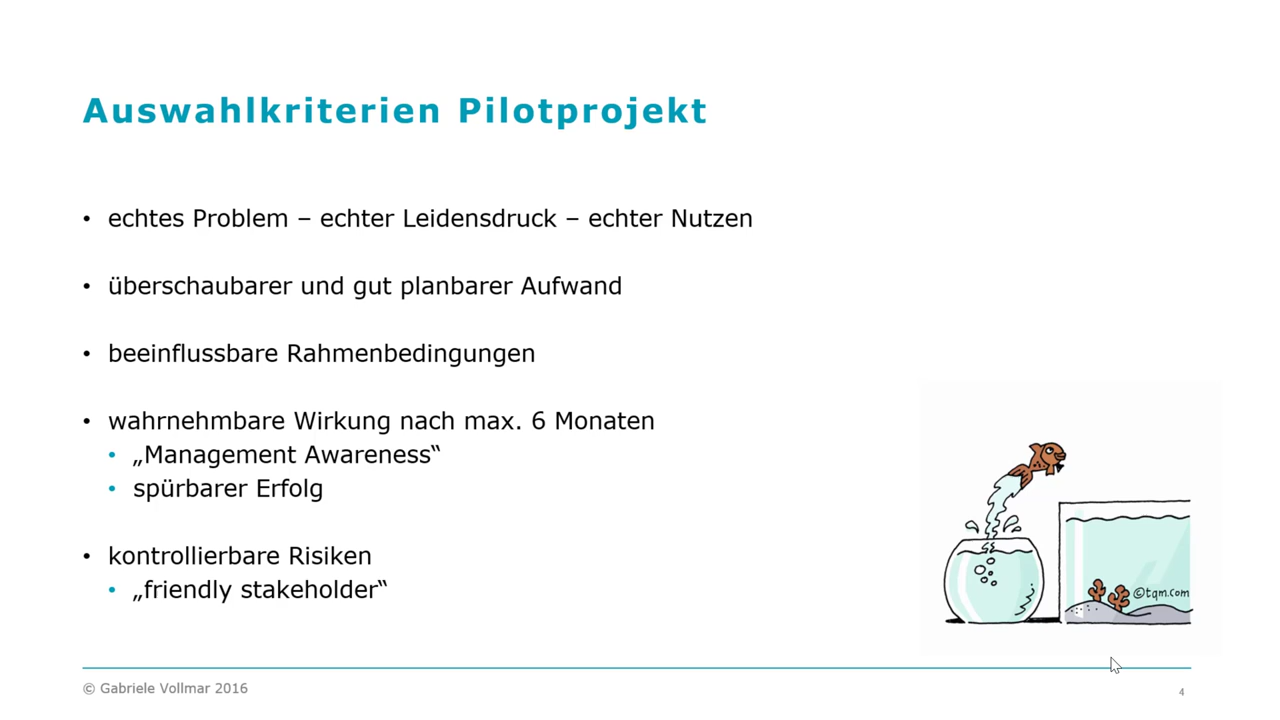 Auswahlkriterien Pilotprojekt
• echtes Problem – echter Leidensdruck – echter Nutzen
• überschaubarer und gut planbarer Aufwand
• beeinflussbare Rahmenbedingungen
• wahrnehmbare Wirkung nach max. 6 Monaten
• „Management Awareness“
• spürbarer Erfolg
• kontrollierbare Risiken
• „friendly stakeholder“
©tqm.com
© Gabriele Vollmar 2016
4